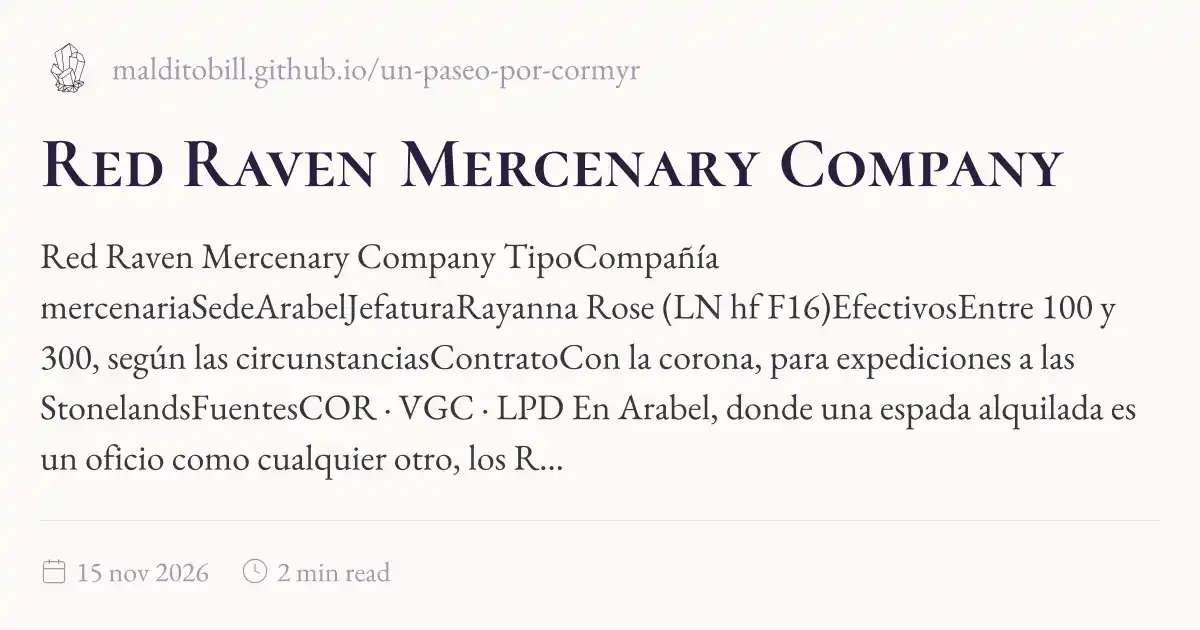 malditobill.github.io/un-paseo-por-cormyr
Red Raven Mercenary Company
Red Raven Mercenary Company TipoCompañía
mercenariaSedeArabelJefaturaRayanna Rose (LN hf F16)EfectivosEntre 100 y
300, según las circunstanciasContratoCon la corona, para expediciones a las
StonelandsFuentesCOR · VGC · LPD En Arabel, donde una espada alquilada es
un oficio como cualquier otro, los R...
15 nov 2026
2 min read